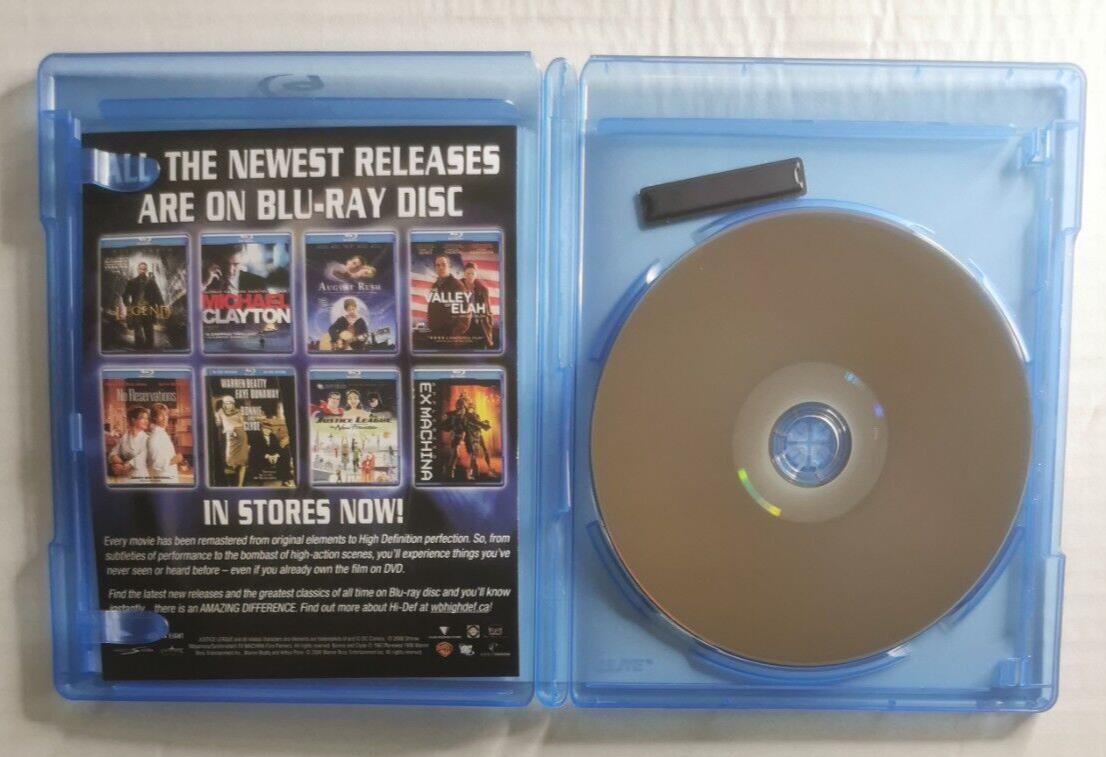 ALL THE NEWEST RELEASES
ARE ON BLU-RAY DISC
LEGEND
MICHAEL
CLAYTON
AUGUST RUSH
VALLEY
ELAH
No Reservations
WARREN BEATTY
FAYE DUNAWAY
BONNIE
CLYDE
JUSTICE LEAGUE
EX MACHINA
IN STORES NOW!
Every movie has been remastered from original elements to High Definition perfection. So, from
subtleties of performance to the bombast of high-action scenes, you'll experience things you've
never seen or heard before – even if you already own the film on DVD.
Find the latest new releases and the greatest classics of all time on Blu-ray disc and you'll know
instantly there is an AMAZING DIFFERENCE. Find out more about Hi-Def at wbhighdef.ca!